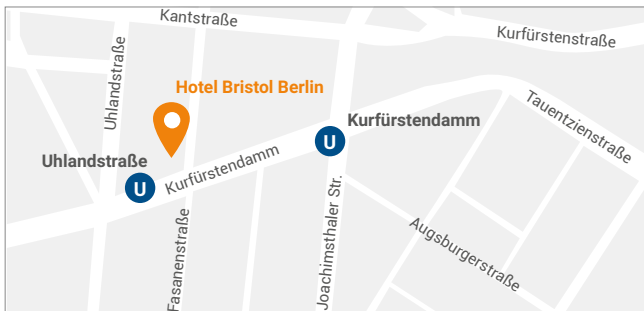 Kantstraße
Kurfürstenstraße
Uhlandstraße
Hotel Bristol Berlin
Tauentzienstraße
Kurfürstendamm
U
Uhlandstraße
U
Kurfürstendamm
Fasanenstraße
Joachimsthaler Str.
Augsburgerstraße